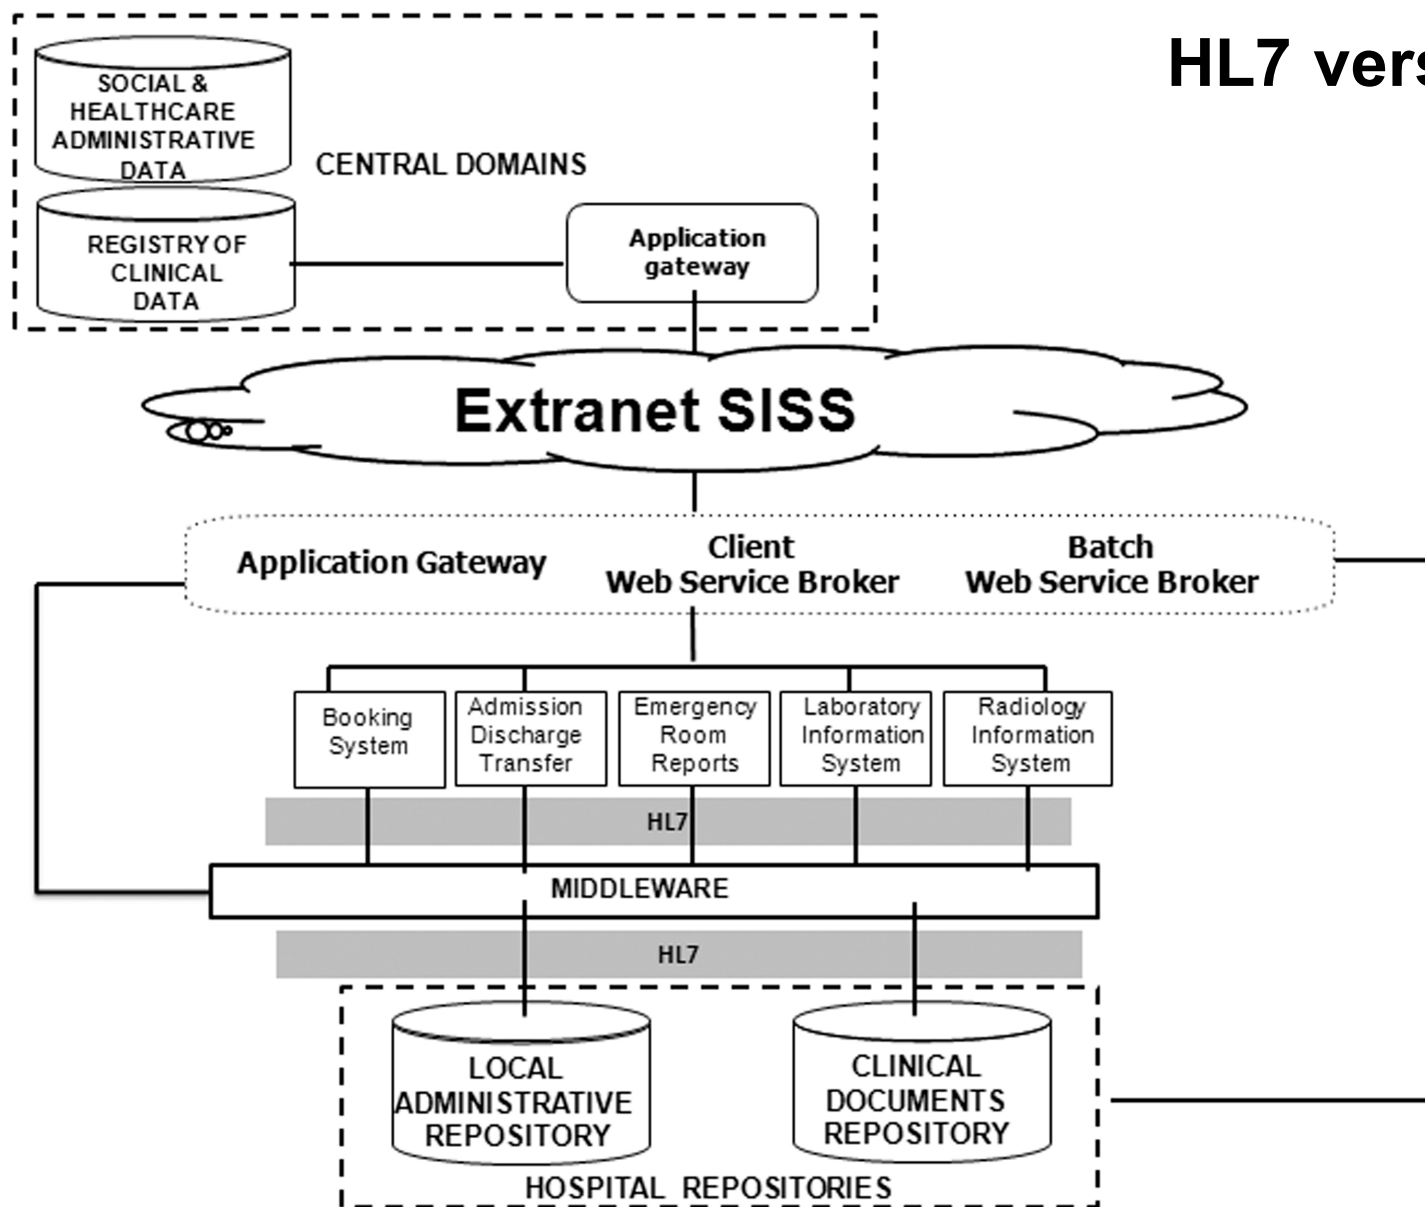 HL7 vers
SOCIAL &
HEALTHCARE
ADMINISTRATIVE
DATA
CENTRAL DOMAINS
REGISTRY OF
CLINICAL
DATA
Application
gateway
Extranet SISS
Application Gateway
Client
Web Service Broker
Batch
Web Service Broker
Booking
System
Admission
Discharge
Transfer
Emergency
Room
Reports
Laboratory
Information
System
Radiology
Information
System
HL7
MIDDLEWARE
HL7
LOCAL
ADMINISTRATIVE
REPOSITORY
CLINICAL
DOCUMENTS
REPOSITORY
HOSPITAL REPOSITORIES